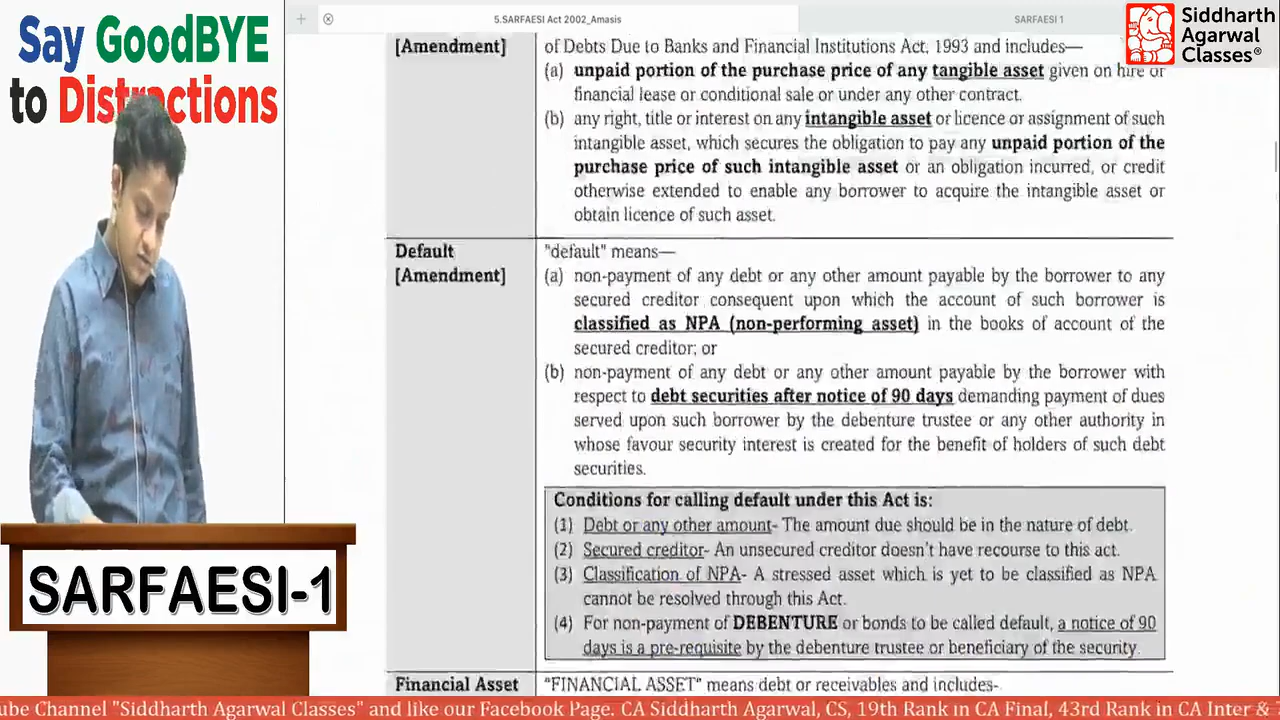 Say GoodBYE
to Distractions
5.SARFAESI Act 2002_Amasis
SARFAESI 1
Siddharth
Agarwal
Classes®
[Amendment]
of Debts Due to Banks and Financial Institutions Act, 1993 and includes—
(a) unpaid portion of the purchase price of any tangible asset given on hire or
financial lease or conditional sale or under any other contract.
(b) any right, title or interest on any intangible asset or licence or assignment of such
intangible asset, which secures the obligation to pay any unpaid portion of the
purchase price of such intangible asset or an obligation incurred, or credit
otherwise extended to enable any borrower to acquire the intangible asset or
obtain licence of such asset.
Default
[Amendment]
"default" means—
(a) non-payment of any debt or any other amount payable by the borrower to any
secured creditor consequent upon which the account of such borrower is
classified as NPA (non-performing asset) in the books of account of the
secured creditor; or
(b) non-payment of any debt or any other amount payable by the borrower with
respect to debt securities after notice of 90 days demanding payment of dues
served upon such borrower by the debenture trustee or any other authority in
whose favour security interest is created for the benefit of holders of such debt
securities.
Conditions for calling default under this Act is:
(1) Debt or any other amount- The amount due should be in the nature of debt.
(2) Secured creditor- An unsecured creditor doesn't have recourse to this act.
(3) Classification of NPA- A stressed asset which is yet to be classified as NPA
cannot be resolved through this Act.
(4) For non-payment of DEBENTURE or bonds to be called default, a notice of 90
days is a pre-requisite by the debenture trustee or beneficiary of the security.
Financial Asset
"FINANCIAL ASSET" means debt or receivables and includes-
SARFAESI-1
ube Channel "Siddharth Agarwal Classes" and like our Facebook Page. CA Siddharth Agarwal, CS, 19th Rank in CA Final, 43rd Rank in CA Inter &